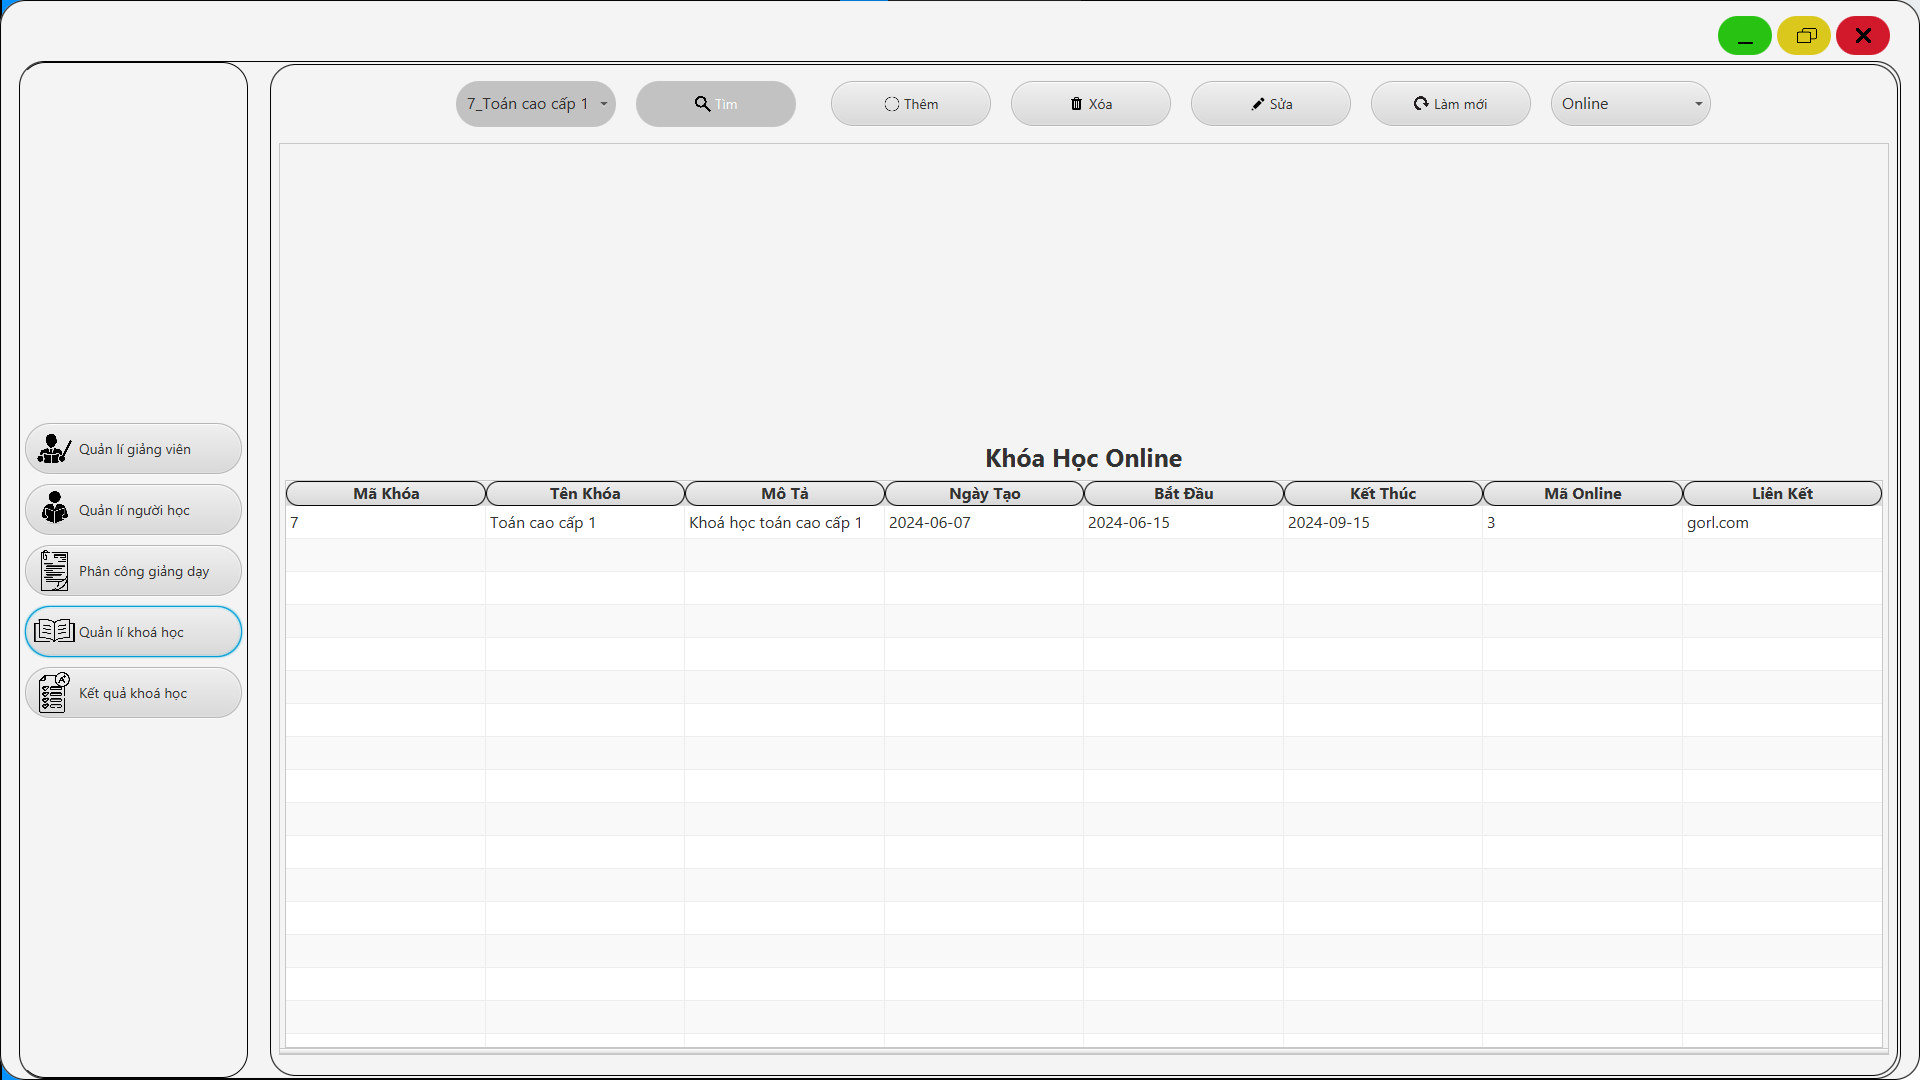 7_Toán cao cấp 1
Tìm
Thêm
Xóa
Sửa
Làm mới
Online
Quản lí giảng viên
Quản lí người học
Phân công giảng dạy
Quản lí khoá học
Kết quả khoá học
Khóa Học Online
Mã Khóa Tên Khóa Mô Tả Ngày Tạo Bắt Đầu Kết Thúc Mã Online Liên Kết
7 Toán cao cấp 1 Khoá học toán cao cấp 1 2024-06-07 2024-06-15 2024-09-15 3 gorl.com